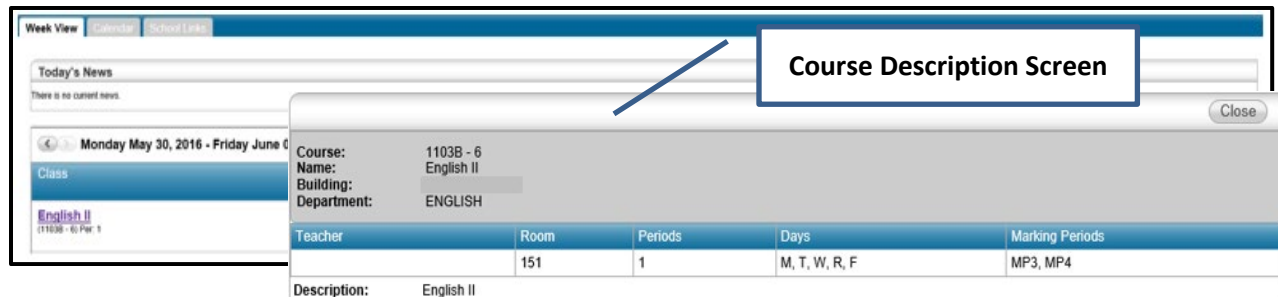 Week View Calendar School Links
Course Description Screen
Today's News
There is no current news.
Close
Monday May 30, 2016 - Friday June 0
Class
English II
(1103B - 6) Per: 1
Course: 1103B - 6
Name: English II
Building:
Department: ENGLISH
Teacher Room Periods Days Marking Periods
151 1 M, T, W, R, F MP3, MP4
Description: English II